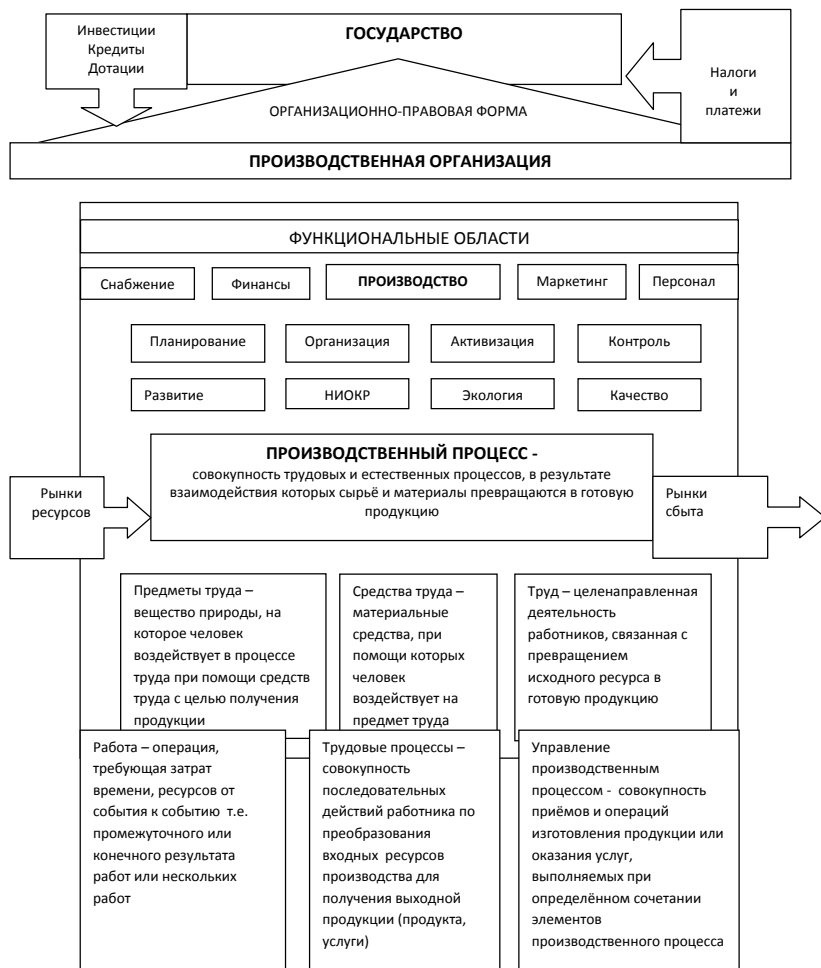 Инвестиции
Кредиты
Дотации
ГОСУДАРСТВО
Налоги
и
платежи
ОРГАНИЗАЦИОННО-ПРАВОВАЯ ФОРМА
ПРОИЗВОДСТВЕННАЯ ОРГАНИЗАЦИЯ
ФУНКЦИОНАЛЬНЫЕ ОБЛАСТИ
Снабжение
Финансы
ПРОИЗВОДСТВО
Маркетинг
Персонал
Планирование
Организация
Активизация
Контроль
Развитие
НИОКР
Экология
Качество
ПРОИЗВОДСТВЕННЫЙ ПРОЦЕСС -
совокупность трудовых и естественных процессов, в результате
взаимодействия которых сырьё и материалы превращаются в готовую
продукцию
Рынки
ресурсов
Рынки
сбыта
Предметы труда –
вещество природы, на
которое человек
воздействует в процессе
труда при помощи средств
труда с целью получения
продукции
Средства труда –
материальные
средства, при
помощи которых
человек
воздействует на
предмет труда
Труд – целенаправленная
деятельность
работников, связанная с
превращением
исходного ресурса в
готовую продукцию
Работа – операция,
требующая затрат
времени, ресурсов от
события к событию т.е.
промежуточного или
конечного результата
работ или нескольких
работ
Трудовые процессы –
совокупность
последовательных
действий работника по
преобразования
входных ресурсов
производства для
получения выходной
продукции (продукта,
услуги)
Управление
производственным
процессом - совокупность
приёмов и операций
изготовления продукции или
оказания услуг,
выполняемых при
определённом сочетании
элементов
производственного процесса